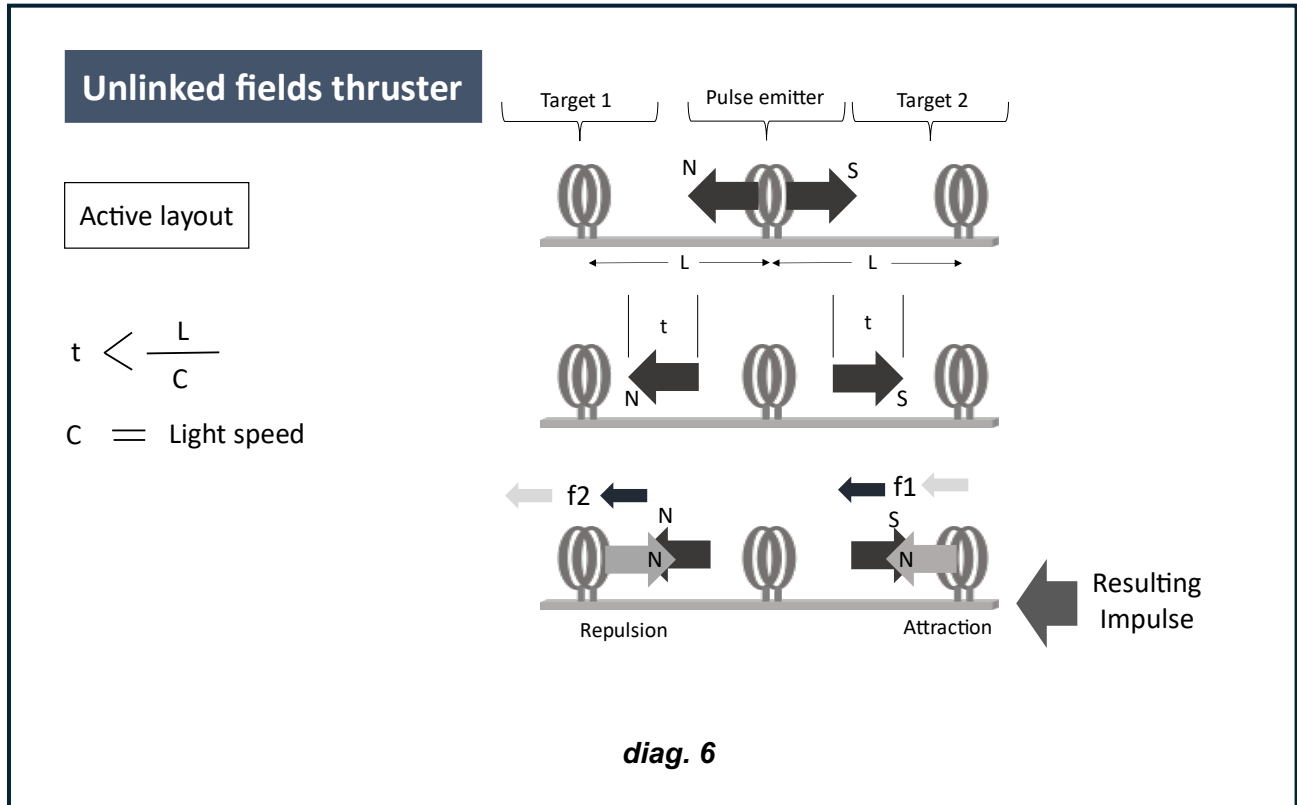 Unlinked fields thruster
Target 1
Pulse emitter
Target 2
N
S
Active layout
L
L
t
t
t < L
C
N
S
C = Light speed
f2
f1
N
S
N
N
Resulting
Impulse
Repulsion
Attraction
diag. 6